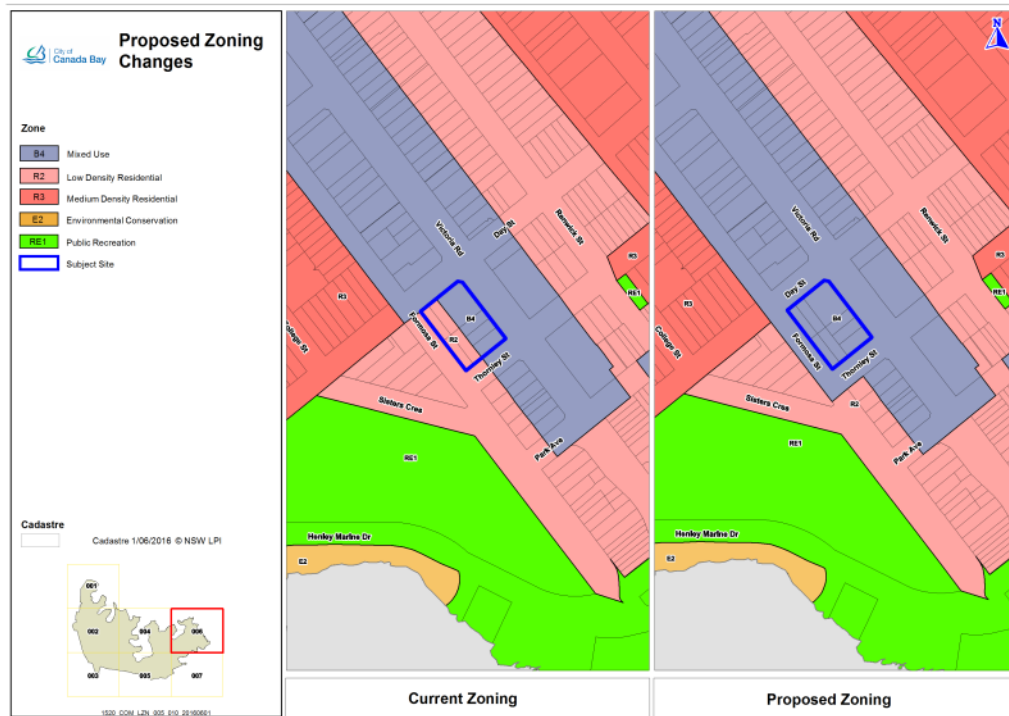 City of
Canada Bay
Proposed Zoning
Changes
Zone
B4 Mixed Use
R2 Low Density Residential
R3 Medium Density Residential
E2 Environmental Conservation
RE1 Public Recreation
Subject Site
Cadastre
Cadastre 1/06/2016 © NSW LPI
001
002
004
006
003
005
007
1520_COM_LZN_005_010_20160601
Victoria Rd
Day St
Renwick St
R3
RE1
R3
B4
R2
Formosa St
College St
Thornley St
Sisters Cres
Park Ave
RE1
Henley Marine Dr
E2
Current Zoning
N
Victoria Rd
Renwick St
R3
RE1
Day St
R3
B4
Formosa St
College St
Thornley St
Sisters Cres
R2
RE1
Park Ave
Henley Marine Dr
E2
Proposed Zoning